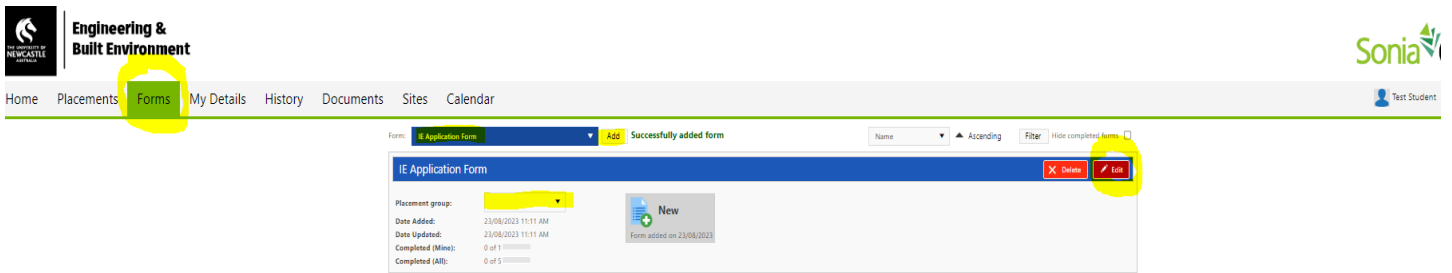 THE UNIVERSITY OF
NEWCASTLE
AUSTRALIA
Engineering &
Built Environment
Sonia
Home Placements Forms My Details History Documents Sites Calendar
Test Student
Form: IE Application Form Add Successfully added form Name Ascending Filter Hide completed forms
IE Application Form Delete Edit
Placement group:
New
Date Added: 23/08/2023 11:11 AM
Date Updated: 23/08/2023 11:11 AM Form added on 23/08/2023
Completed (Mine): 0 of 1
Completed (All): 0 of 5